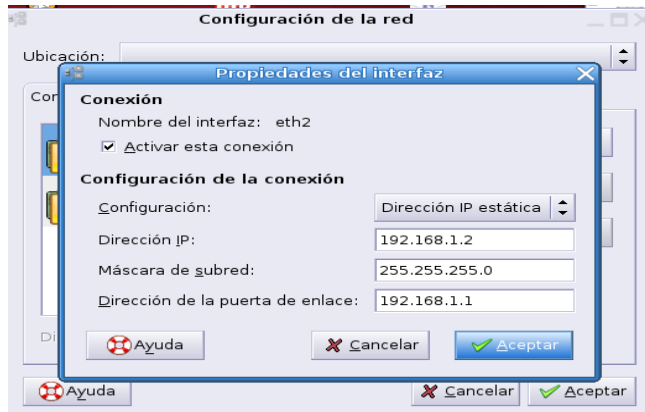 Configuración de la red
Ubicación:
Propiedades del interfaz
Cor
Conexión
Nombre del interfaz: eth2
Activar esta conexión
Configuración de la conexión
Configuración: Dirección IP estática
Dirección IP: 192.168.1.2
Máscara de subred: 255.255.255.0
Dirección de la puerta de enlace: 192.168.1.1
Di
Ayuda Cancelar Aceptar
Ayuda Cancelar Aceptar